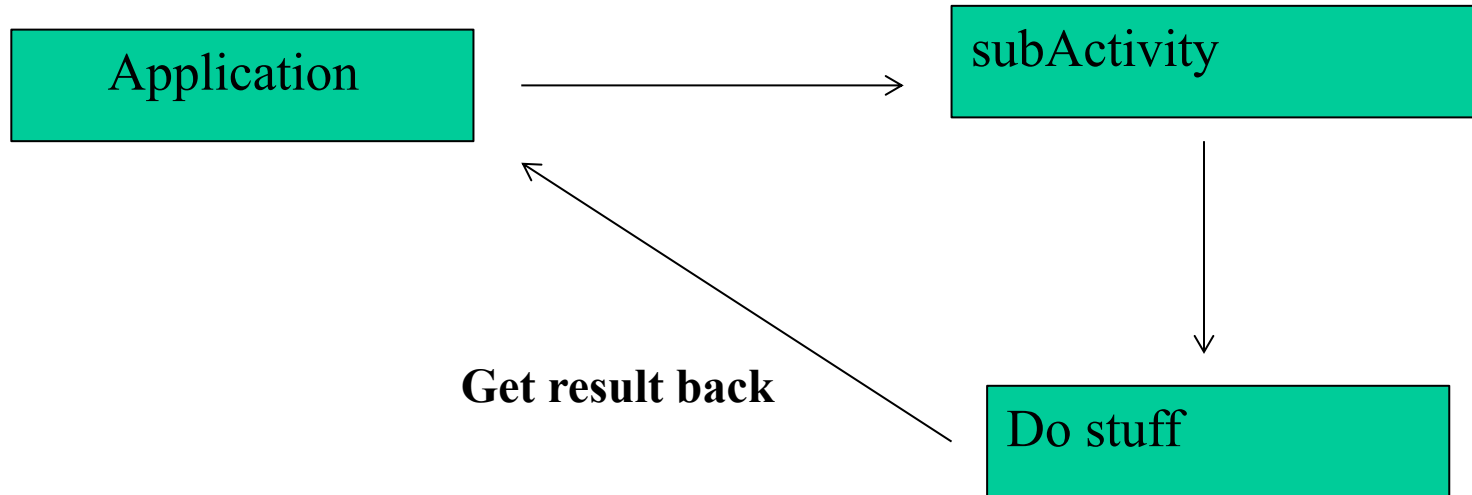 Application
subActivity
Get result back
Do stuff